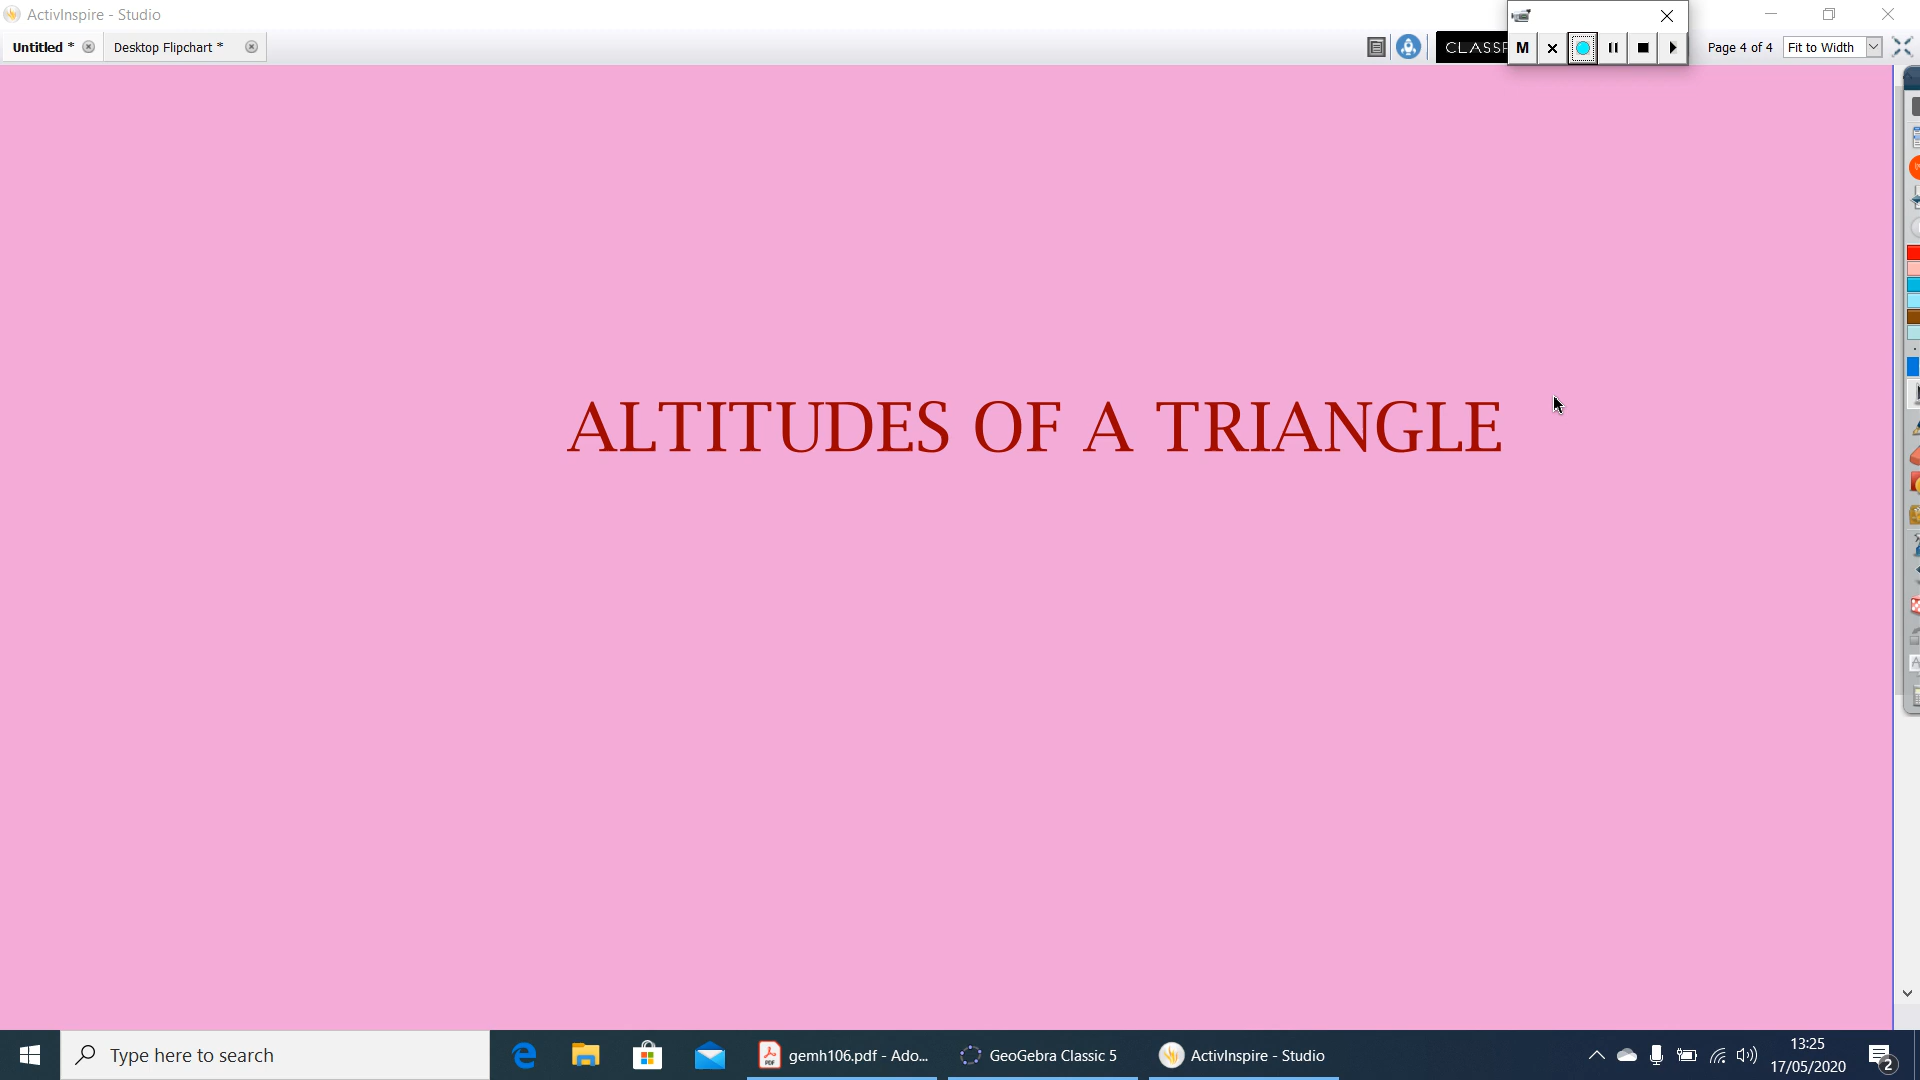 ActivInspire - Studio
Untitled *
Desktop Flipchart *
M
Page 4 of 4
Fit to Width
ALTITUDES OF A TRIANGLE
Type here to search
gemh106.pdf - Ado...
GeoGebra Classic 5
ActivInspire - Studio
13:25
17/05/2020
2